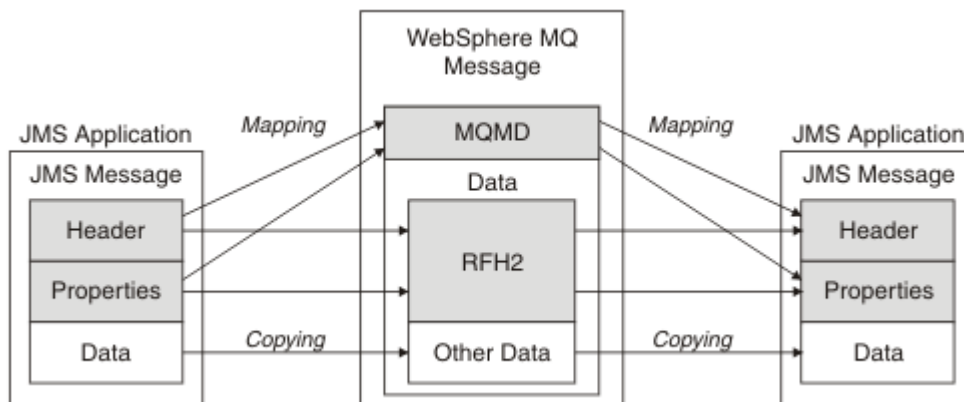 WebSphere MQ
Message
JMS Application
JMS Message
Header
Properties
Data
Mapping
Copying
MQMD
Data
RFH2
Other Data
Mapping
Copying
JMS Application
JMS Message
Header
Properties
Data